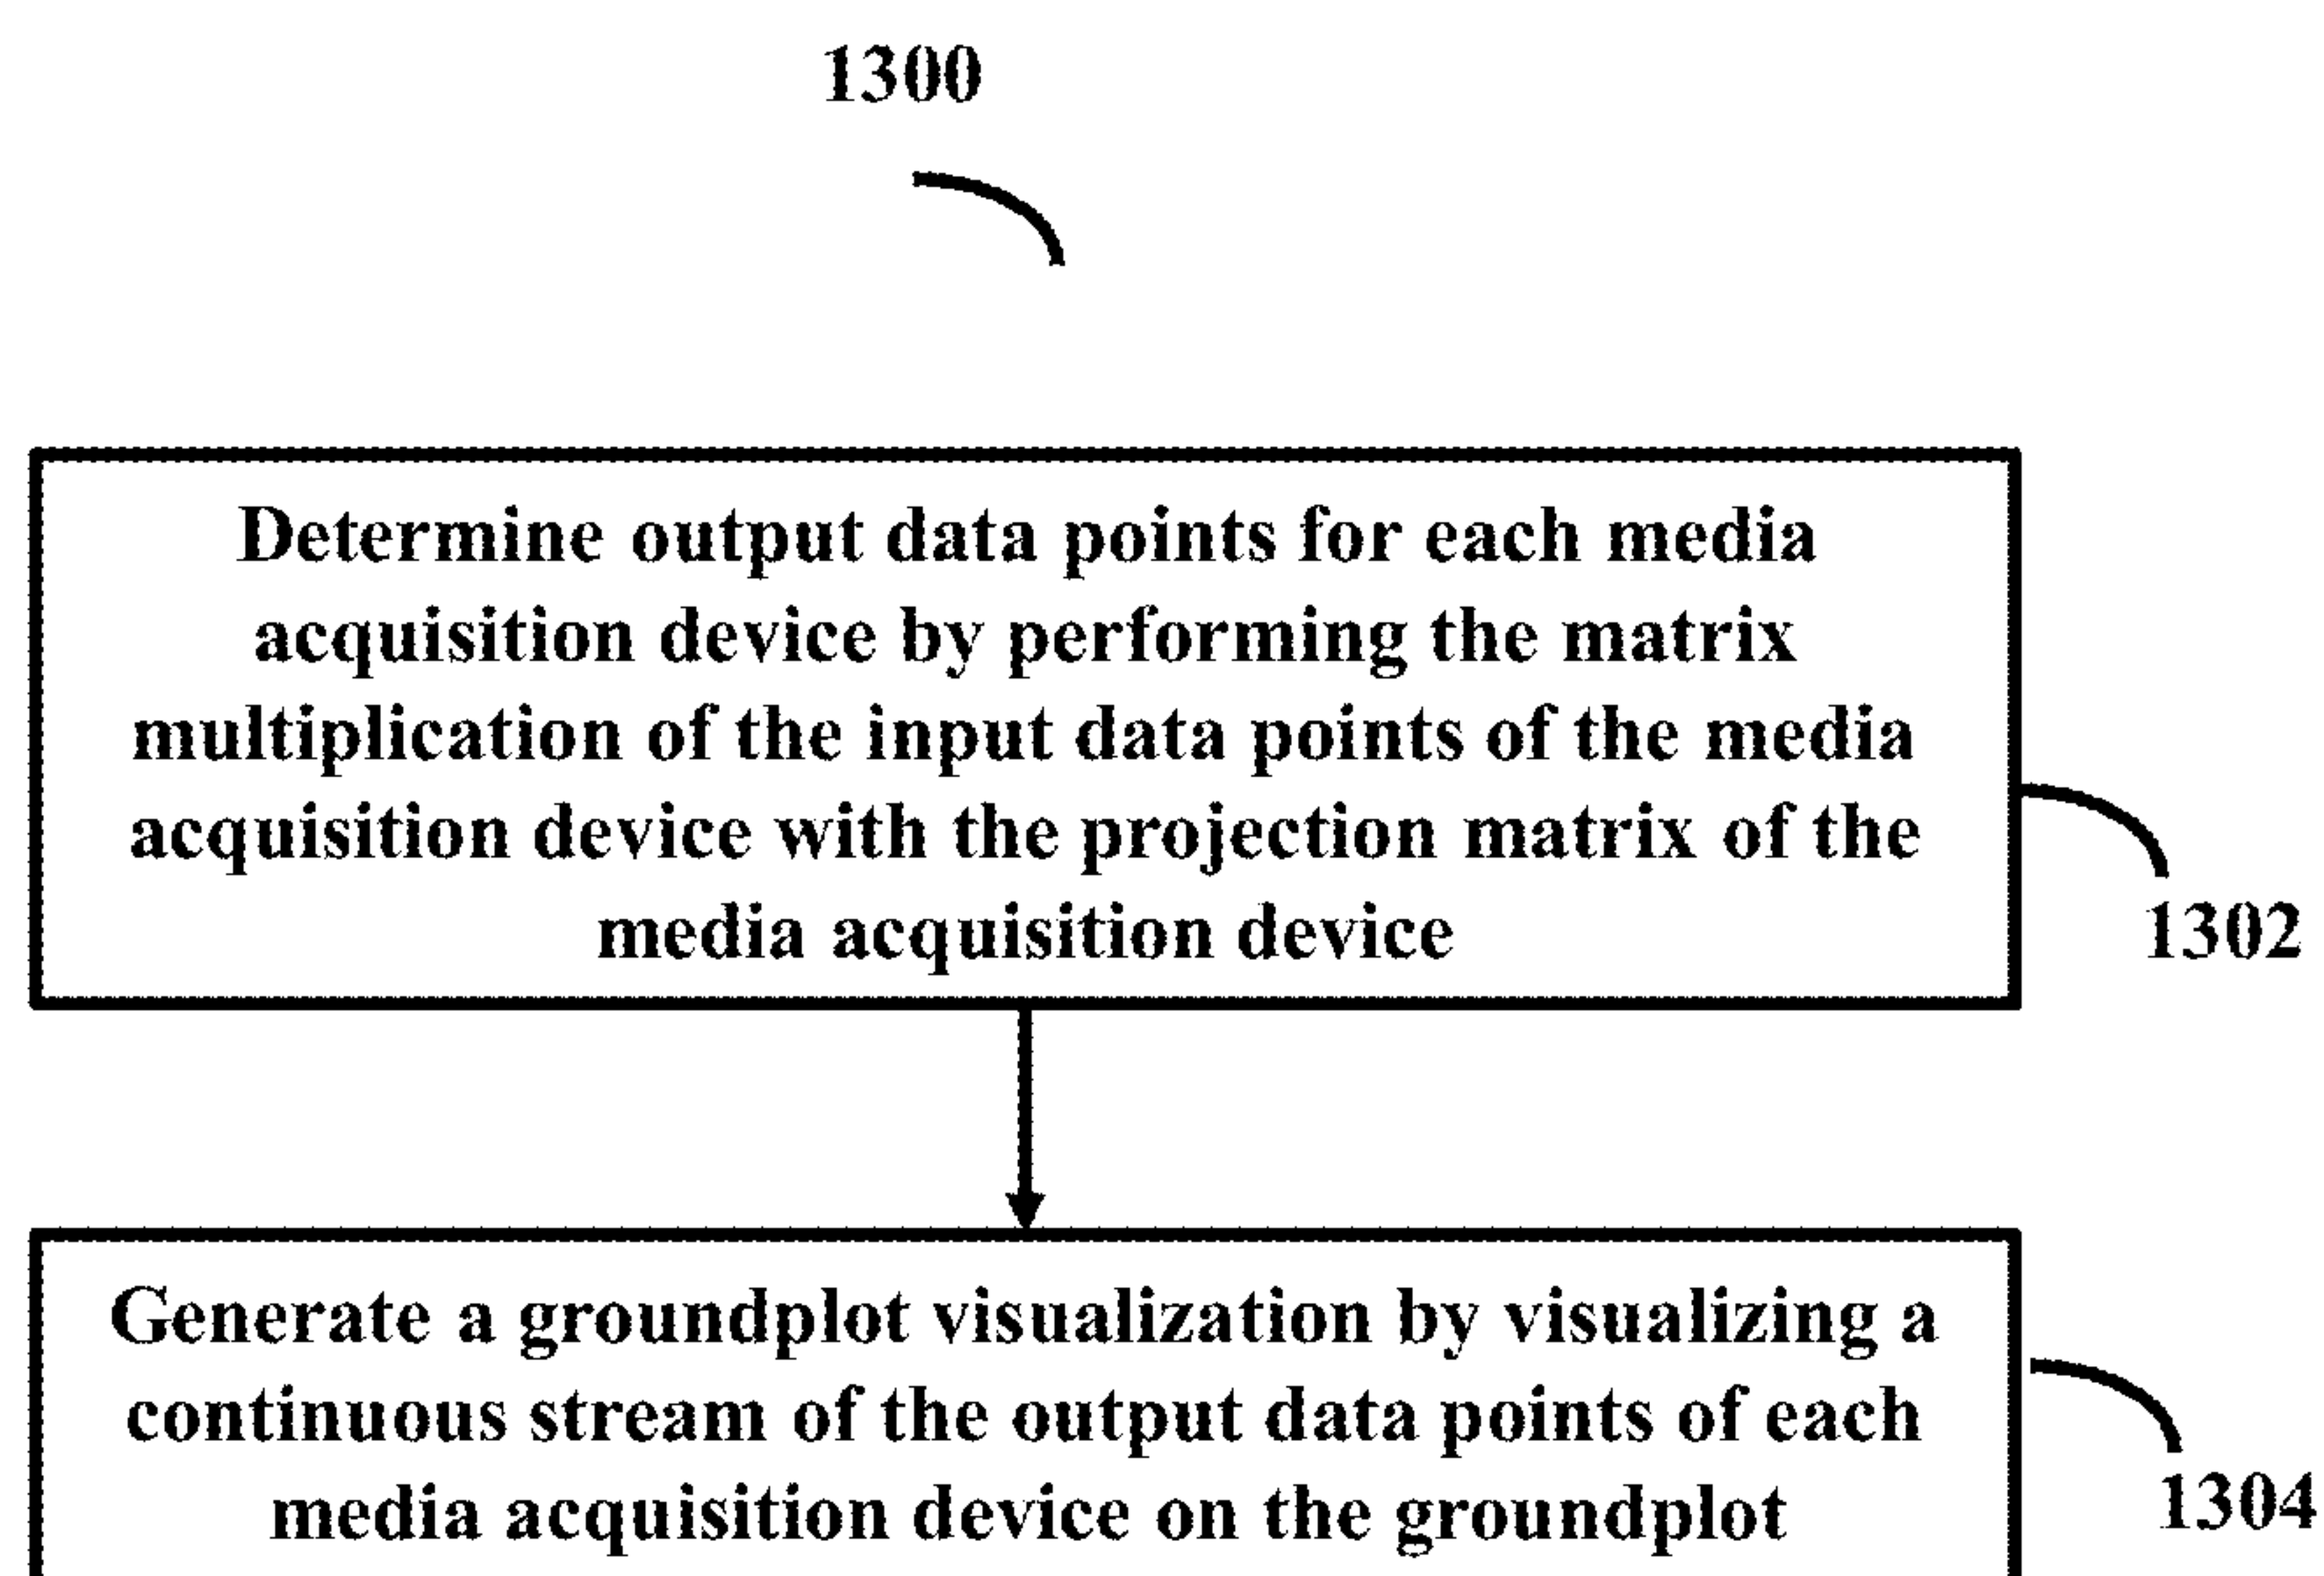 1300
Determine output data points for each media
acquisition device by performing the matrix
multiplication of the input data points of the media
acquisition device with the projection matrix of the
media acquisition device
1302
Generate a groundplot visualization by visualizing a
continuous stream of the output data points of each
media acquisition device on the groundplot
1304